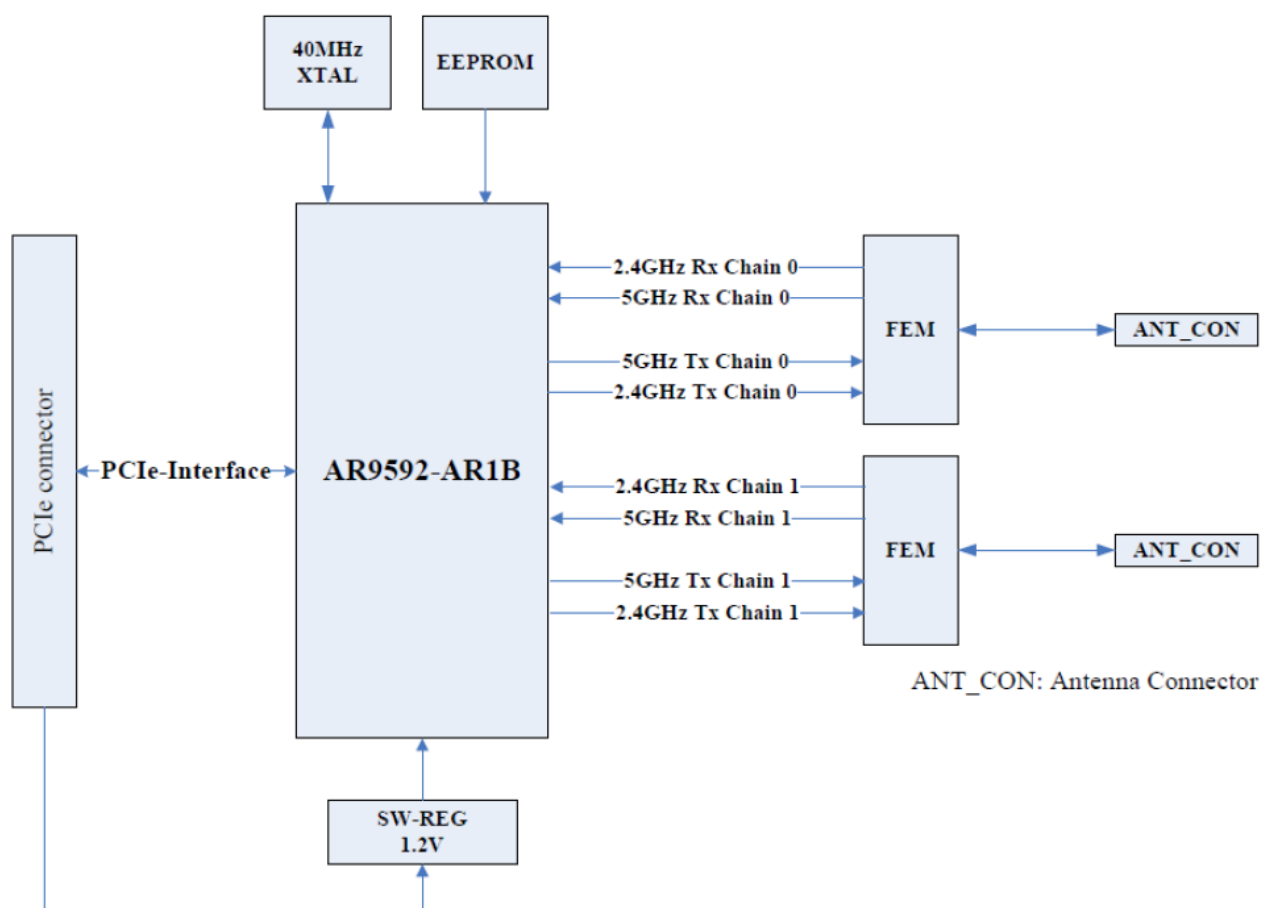 40MHz
XTAL
EEPROM
2.4GHz Rx Chain 0
5GHz Rx Chain 0
5GHz Tx Chain 0
2.4GHz Tx Chain 0
FEM
ANT_CON
PCIe connector
PCIe-Interface
AR9592-AR1B
2.4GHz Rx Chain 1
5GHz Rx Chain 1
5GHz Tx Chain 1
2.4GHz Tx Chain 1
FEM
ANT_CON
ANT_CON: Antenna Connector
SW-REG
1.2V